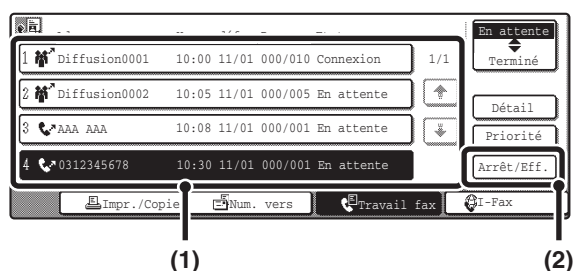 En attente
Terminé
1 Diffusion0001 10:00 11/01 000/010 Connexion
1/1
2 Diffusion0002 10:05 11/01 000/005 En attente
Détail
3 AAA AAA 10:08 11/01 000/001 En attente
Priorité
4 0312345678 10:30 11/01 000/001 En attente
Arrêt/Eff.
Impr./Copie Num. vers Travail fax I-Fax
(1) (2)